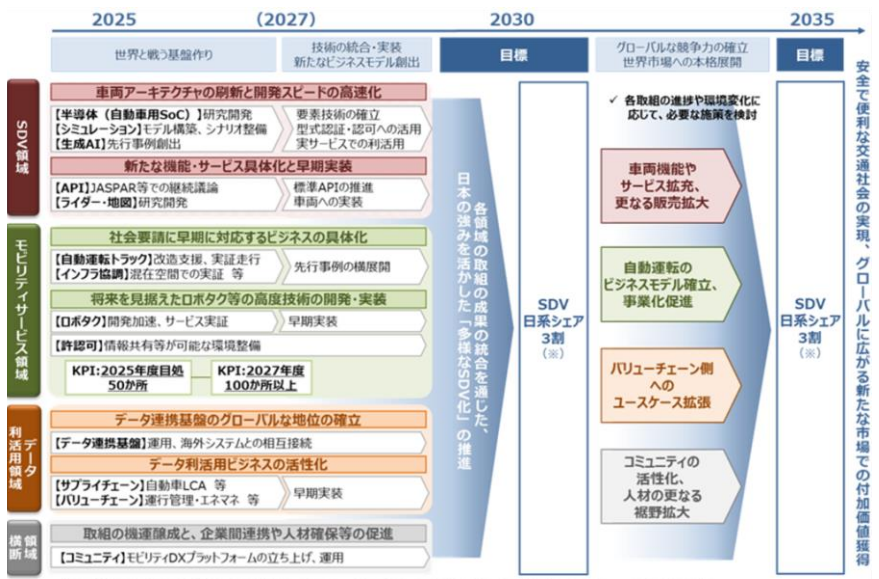 2025
(2027)
2030
2035
世界と戦う基盤作り
技術の統合・実装
新たなビジネスモデル創出
目標
グローバルな競争力の確立
世界市場への本格展開
目標
SDV領域
車両アーキテクチャの刷新と開発スピードの高速化
【半導体（自動車用SoC）】研究開発
【シミュレーション】モデル構築、シナリオ整備
【生成AI】先行事例創出
要素技術の確立
型式認証・認可への活用
実サービスでの利活用
新たな機能・サービス具体化と早期実装
【API】JASPAR等での継続議論
【ライダー・地図】研究開発
標準APIの推進
車両への実装
モビリティサービス領域
社会要請に早期に対応するビジネスの具体化
【自動運転トラック】改造支援、実証走行
【インフラ協調】混在空間での実証 等
先行事例の横展開
将来を見据えたロボタク等の高度技術の開発・実装
【ロボタク】開発加速、サービス実証
早期実装
【許認可】情報共有等が可能な環境整備
KPI:2025年度目処
50か所
KPI:2027年度
100か所以上
データ
利活用領域
データ連携基盤のグローバルな地位の確立
【データ連携基盤】運用、海外システムとの相互接続
データ利活用ビジネスの活性化
【サプライチェーン】自動車LCA 等
【バリューチェーン】運行管理・エネマネ 等
早期実装
領域
横断
取組の機運醸成と、企業間連携や人材確保等の促進
【コミュニティ】モビリティDXプラットフォームの立ち上げ、運用
各領域の取組の成果の統合を通じた、
日本の強みを活かした「多様なSDV化」の推進
SDV
日系シェア
3割
(※)
✓ 各取組の進捗や環境変化に
応じて、必要な施策を検討
車両機能や
サービス拡充、
更なる販売拡大
自動運転の
ビジネスモデル確立、
事業化促進
バリューチェーン側
への
ユースケース拡張
コミュニティの
活性化、
人材の更なる
裾野拡大
SDV
日系シェア
3割
(※)
安全で便利な交通社会の実現、グローバルに広がる新たな市場での付加価値獲得